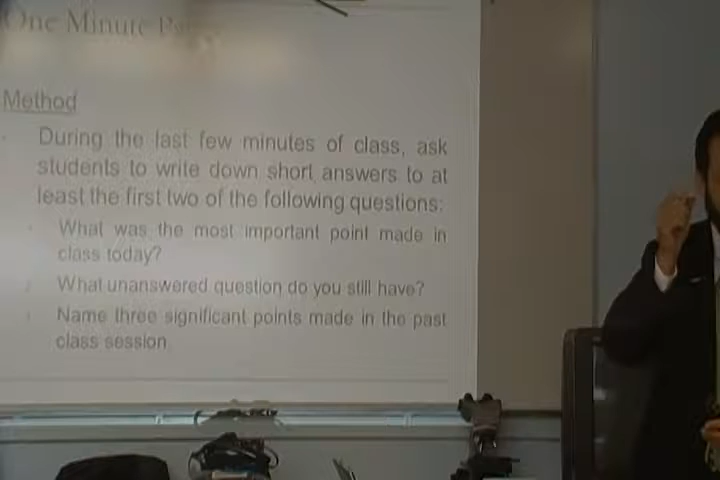 One Minute
Method
During the last few minutes of class, ask
students to write down short answers to at
least the first two of the following questions:
What was the most important point made in
class today?
What unanswered question do you still have?
Name three significant points made in the past
class session